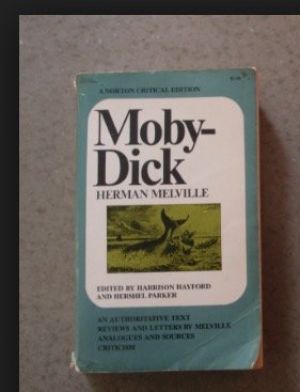 A NORTON CRITICAL EDITION
Moby-
Dick
HERMAN MELVILLE
EDITED BY HARRISON HAYFORD
AND HERSHEL PARKER
AN AUTHORITATIVE TEXT
REVIEWS AND LETTERS BY MELVILLE
ANALOGUES AND SOURCES
CRITICISM